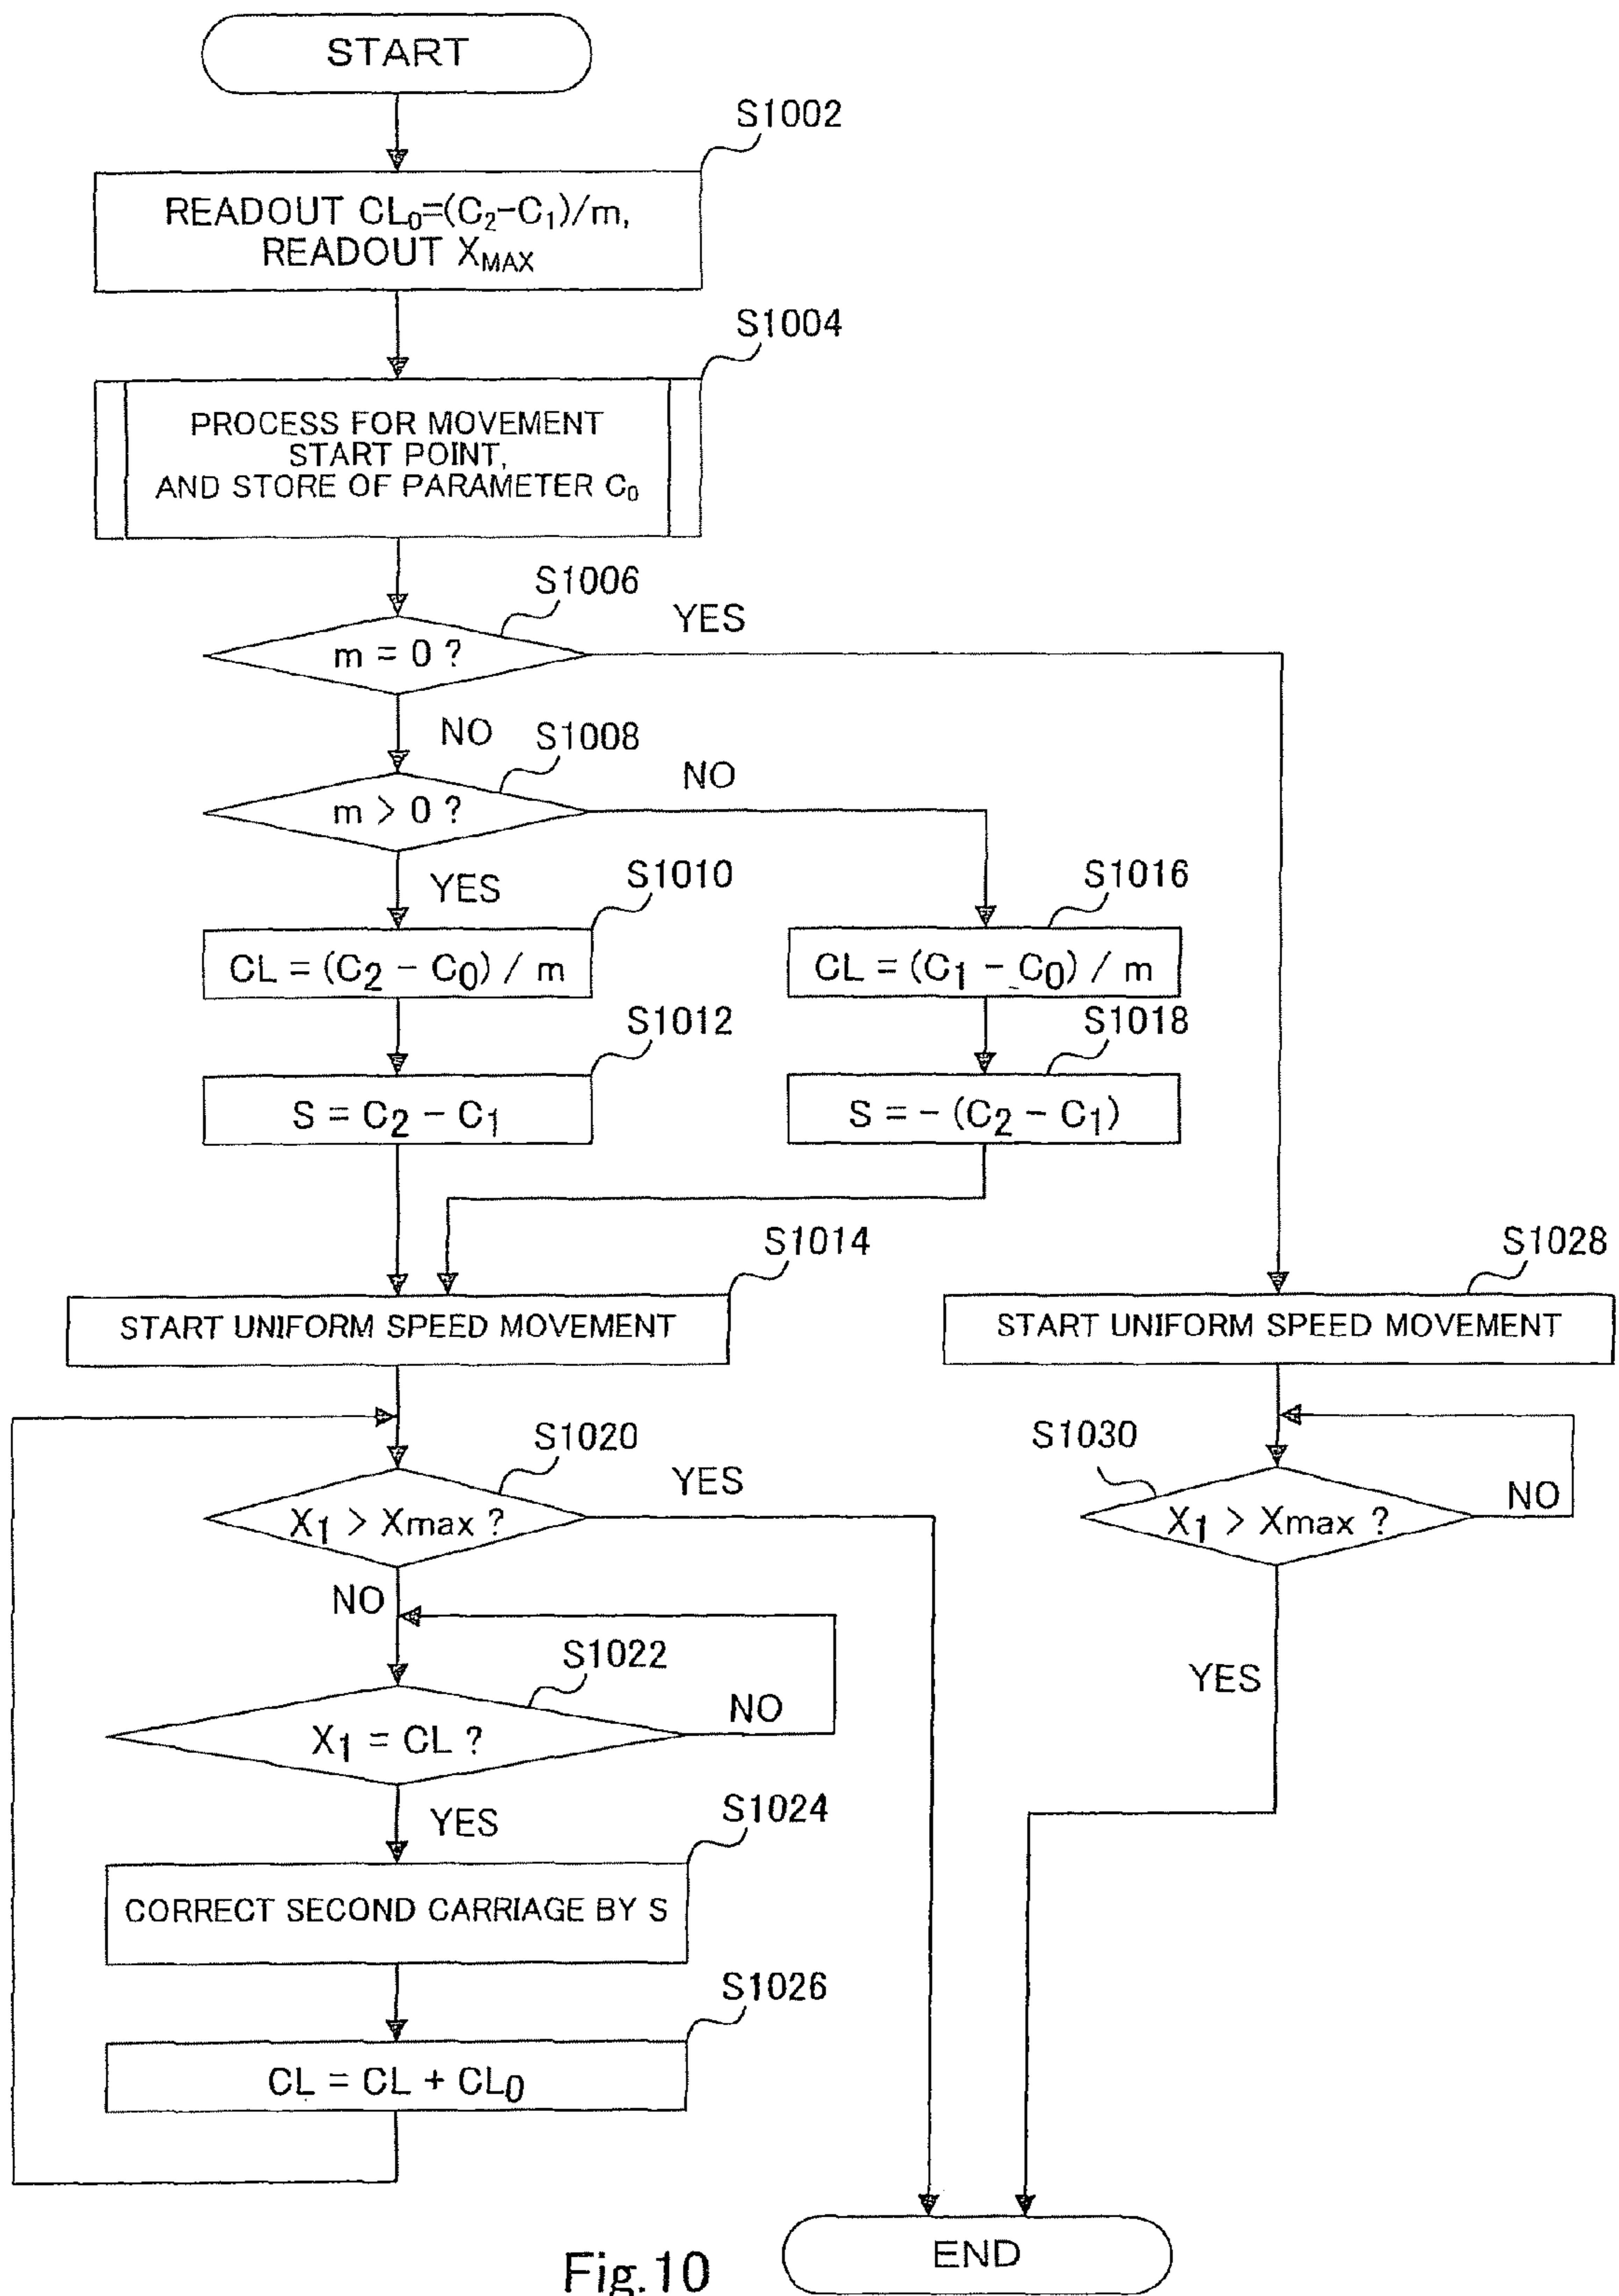 START
S1002
READOUT CL₀=(C₂-C₁)/m,
READOUT X_MAX
S1004
PROCESS FOR MOVEMENT
START POINT,
AND STORE OF PARAMETER C₀
S1006
YES
m = 0 ?
NO
S1008
NO
m > 0 ?
YES
S1010
S1016
CL = (C₂ - C₀) / m
CL = (C₁ - C₀) / m
S1012
S1018
S = C₂ - C₁
S = - (C₂ - C₁)
S1014
S1028
START UNIFORM SPEED MOVEMENT
START UNIFORM SPEED MOVEMENT
S1020
YES
S1030
X₁ > Xmax ?
X₁ > Xmax ?
NO
NO
S1022
YES
NO
X₁ = CL ?
YES
S1024
CORRECT SECOND CARRIAGE BY S
S1026
CL = CL + CL₀
END
Fig.10